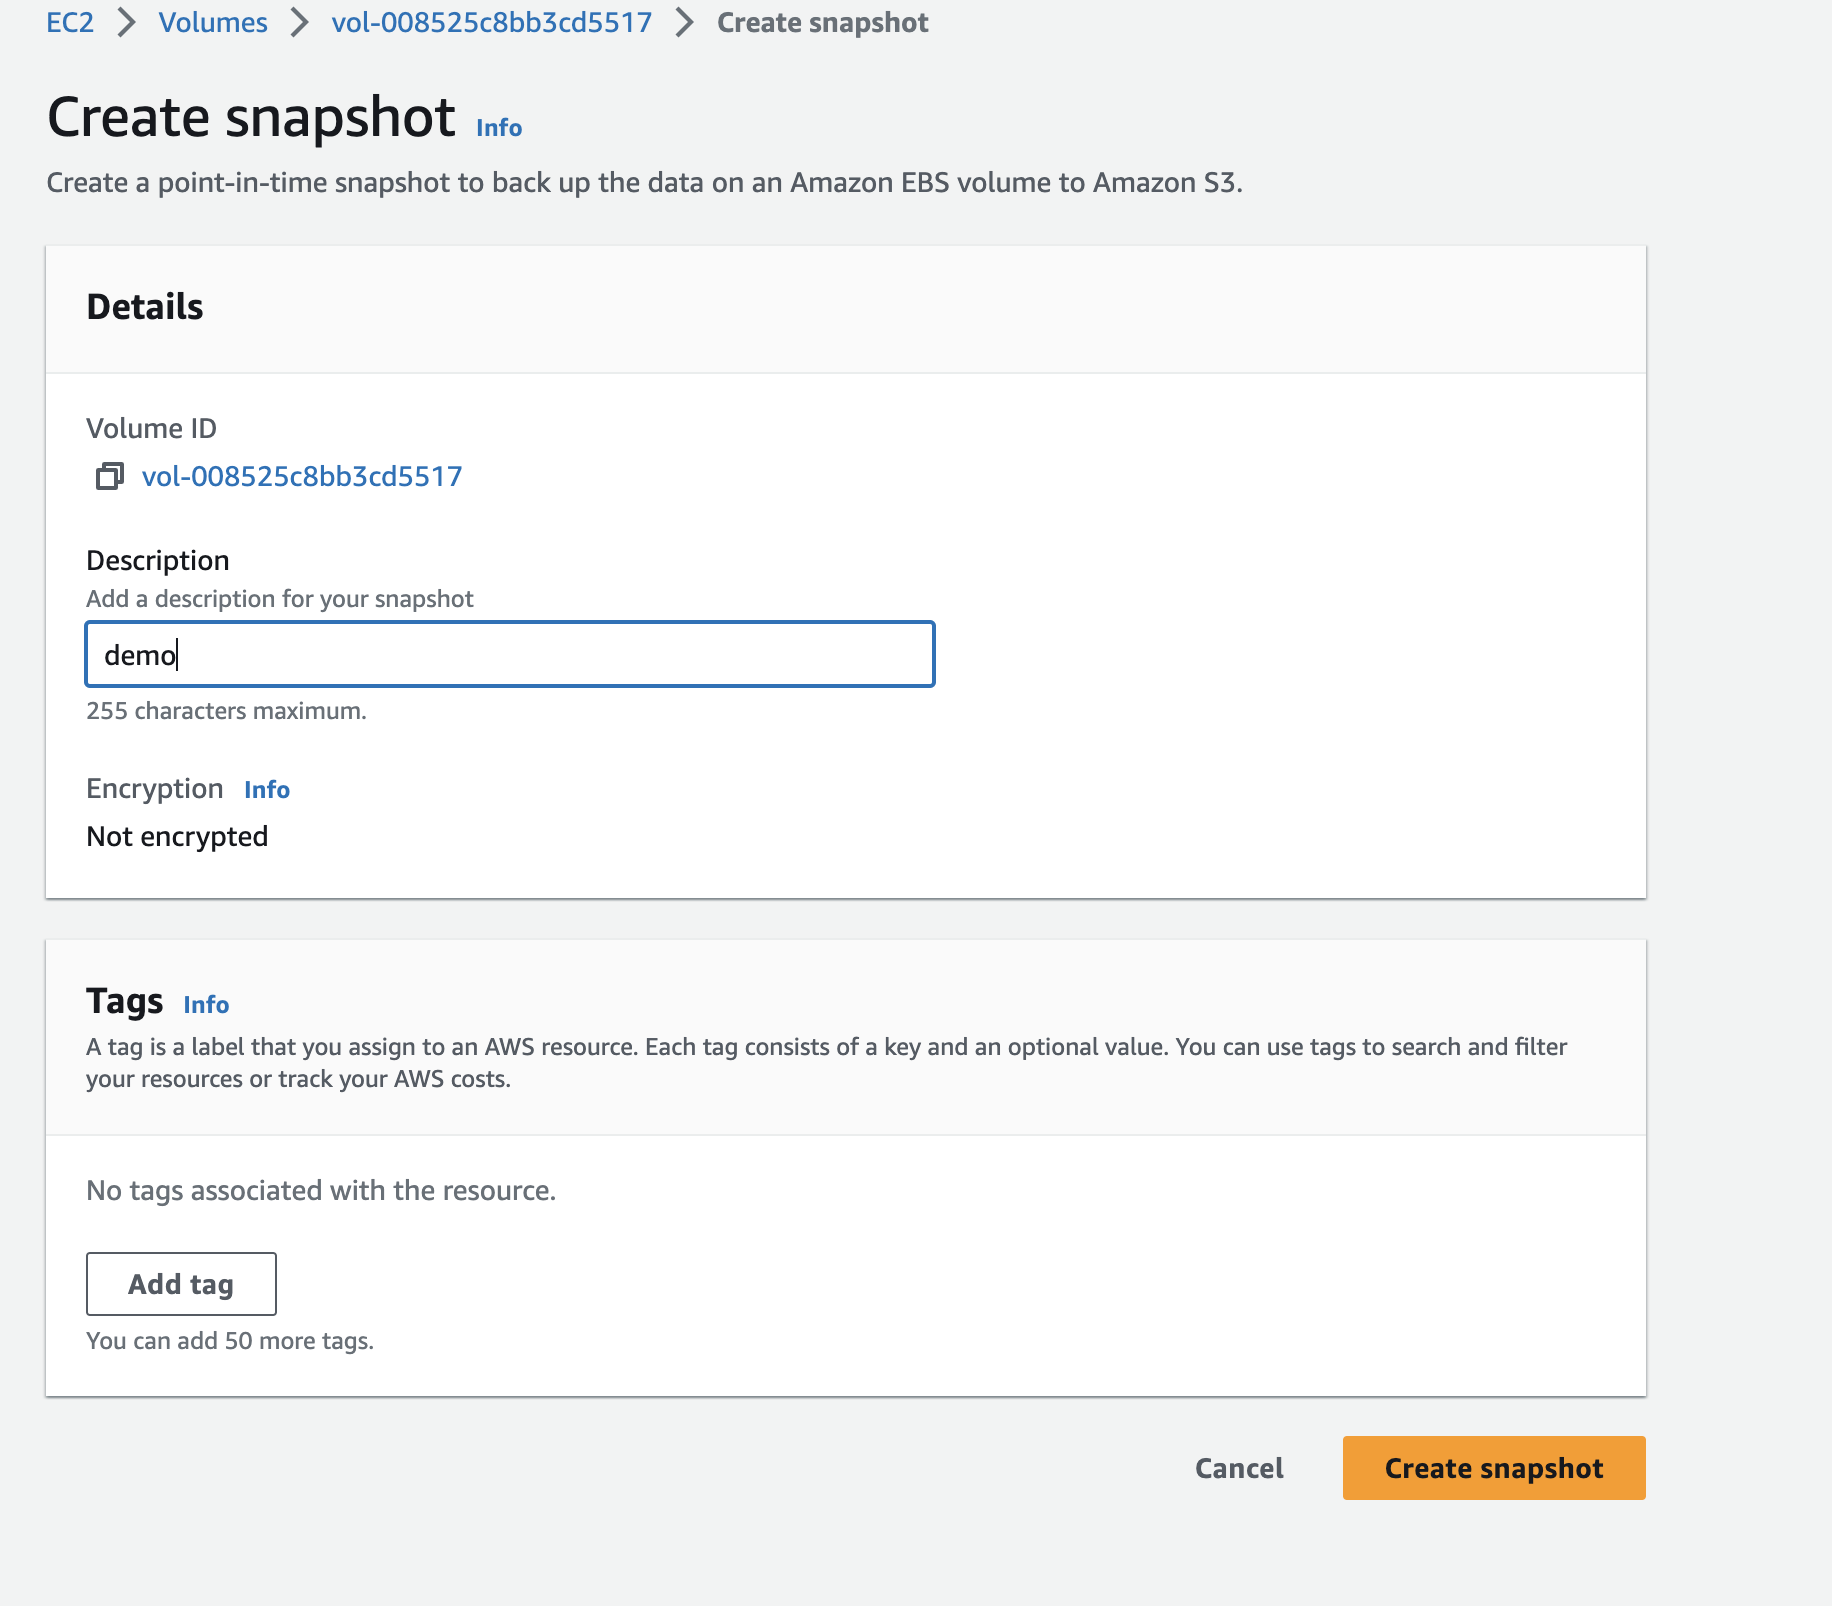 EC2 > Volumes > vol-008525c8bb3cd5517 > Create snapshot
Create snapshot Info
Create a point-in-time snapshot to back up the data on an Amazon EBS volume to Amazon S3.
Details
Volume ID
vol-008525c8bb3cd5517
Description
Add a description for your snapshot
demo
255 characters maximum.
Encryption Info
Not encrypted
Tags Info
A tag is a label that you assign to an AWS resource. Each tag consists of a key and an optional value. You can use tags to search and filter
your resources or track your AWS costs.
No tags associated with the resource.
Add tag
You can add 50 more tags.
Cancel Create snapshot